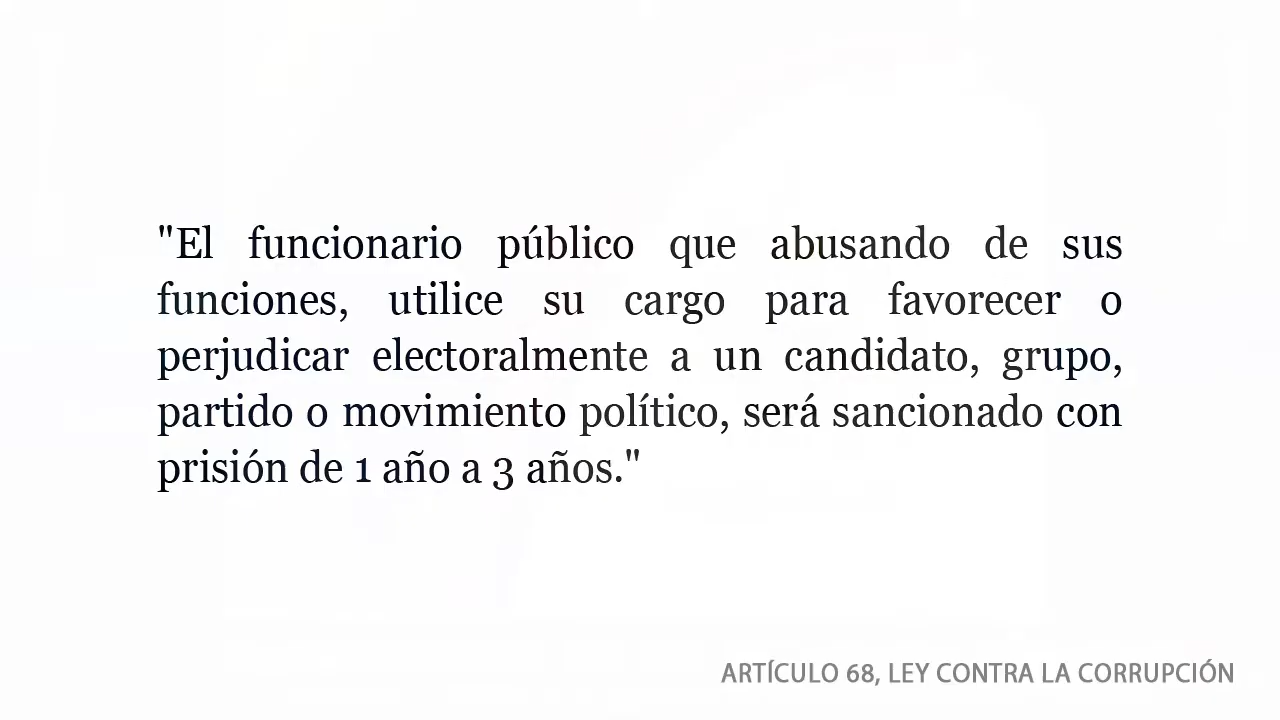 "El funcionario público que abusando de sus
funciones, utilice su cargo para favorecer o
perjudicar electoralmente a un candidato, grupo,
partido o movimiento político, será sancionado con
prisión de 1 año a 3 años."
ARTÍCULO 68, LEY CONTRA LA CORRUPCIÓN